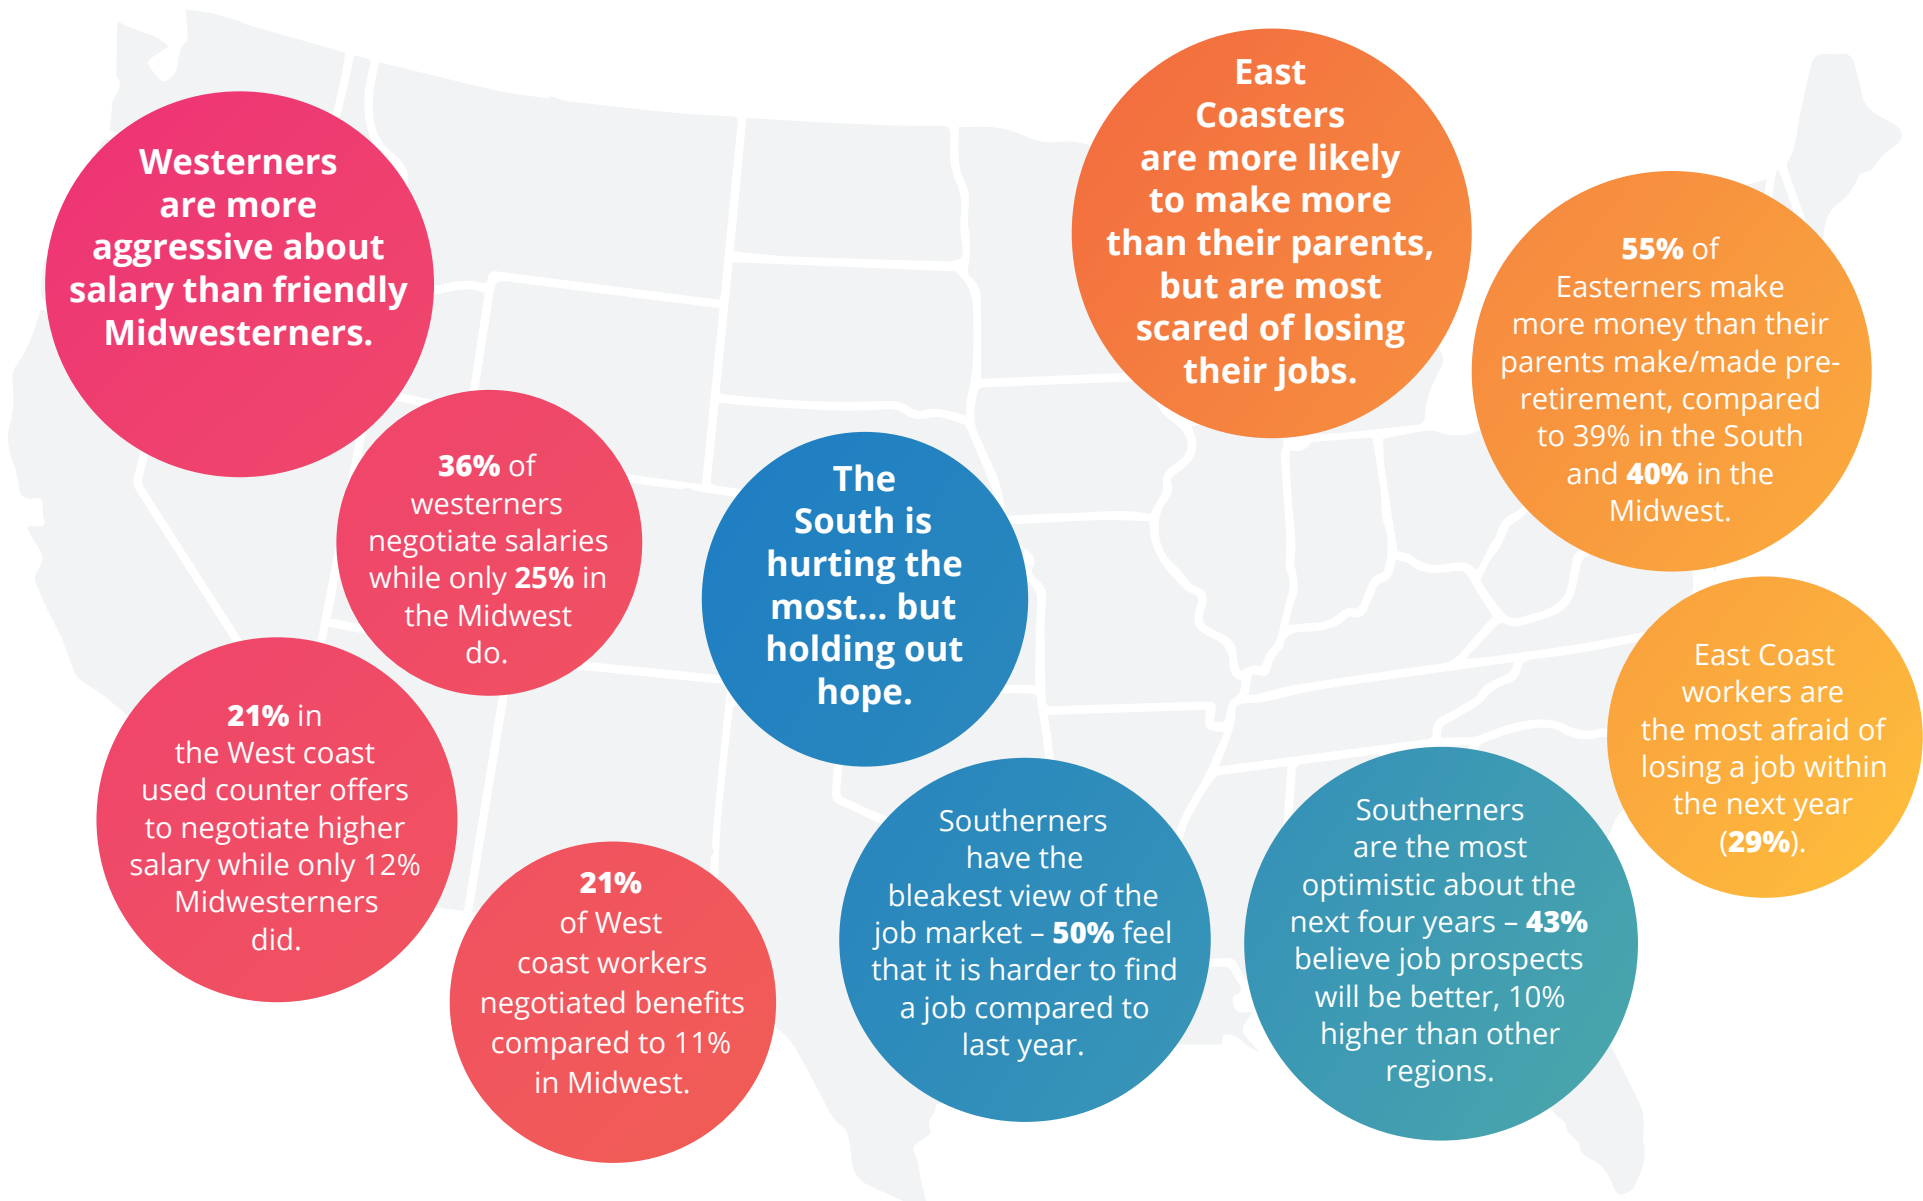 Westerners
are more
aggressive about
salary than friendly
Midwesterners.
36% of
westerners
negotiate salaries
while only 25% in
the Midwest
do.
21% in
the West coast
used counter offers
to negotiate higher
salary while only 12%
Midwesterners
did.
21%
of West
coast workers
negotiated benefits
compared to 11%
in Midwest.
The
South is
hurting the
most... but
holding out
hope.
Southerners
have the
bleakest view of the
job market – 50% feel
that it is harder to find
a job compared to
last year.
Southerners
are the most
optimistic about the
next four years – 43%
believe job prospects
will be better, 10%
higher than other
regions.
East
Coasters
are more likely
to make more
than their parents,
but are most
scared of losing
their jobs.
55% of
Easterners make
more money than their
parents make/made pre-
retirement, compared
to 39% in the South
and 40% in the
Midwest.
East Coast
workers are
the most afraid of
losing a job within
the next year
(29%).